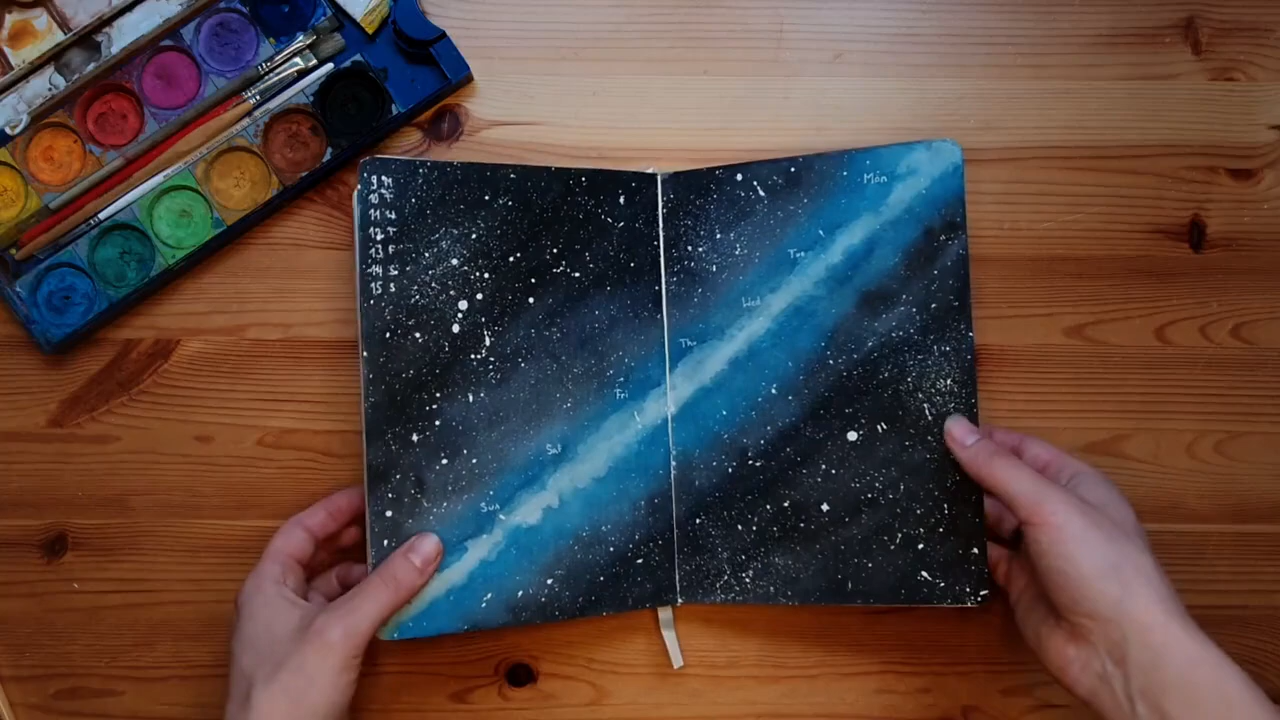 9 M
10 T
11 W
12 T
13 F
14 S
15 S
Mon
Tue
Wed
Thu
Fri
Sat
Sun